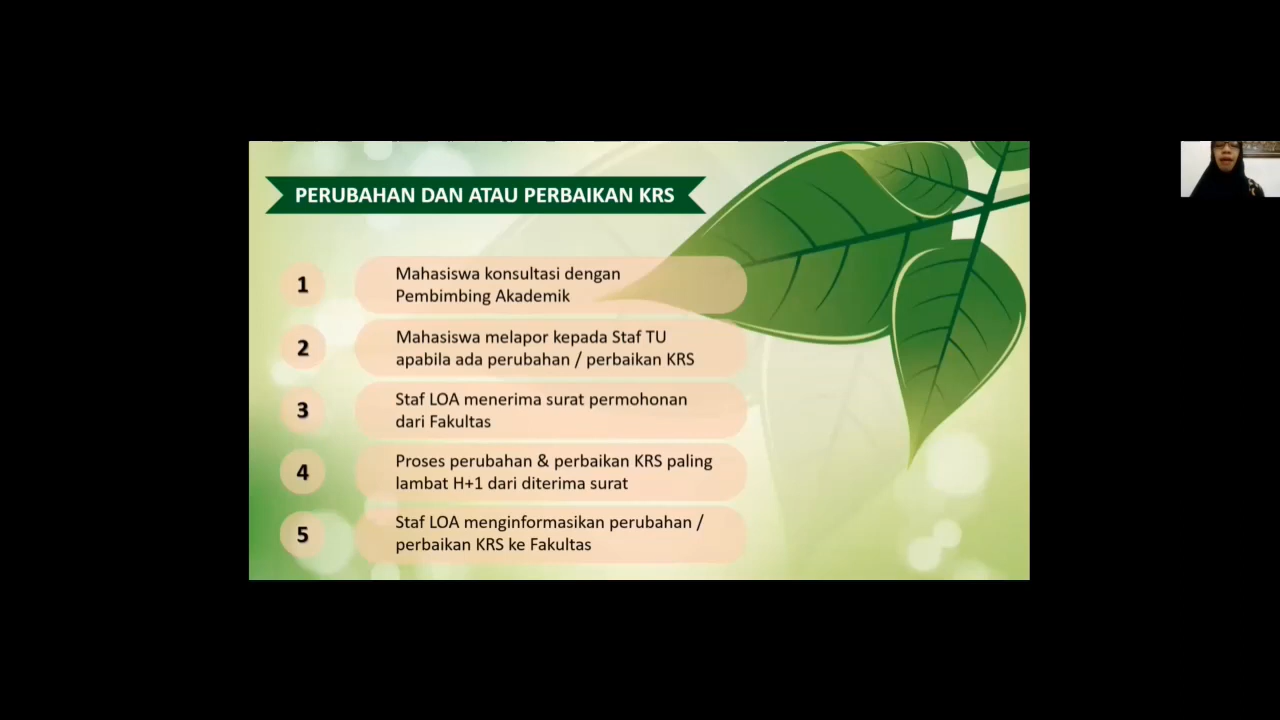 PERUBAHAN DAN ATAU PERBAIKAN KRS
1
Mahasiswa konsultasi dengan
Pembimbing Akademik
2
Mahasiswa melapor kepada Staf TU
apabila ada perubahan / perbaikan KRS
3
Staf LOA menerima surat permohonan
dari Fakultas
4
Proses perubahan & perbaikan KRS paling
lambat H+1 dari diterima surat
5
Staf LOA menginformasikan perubahan /
perbaikan KRS ke Fakultas